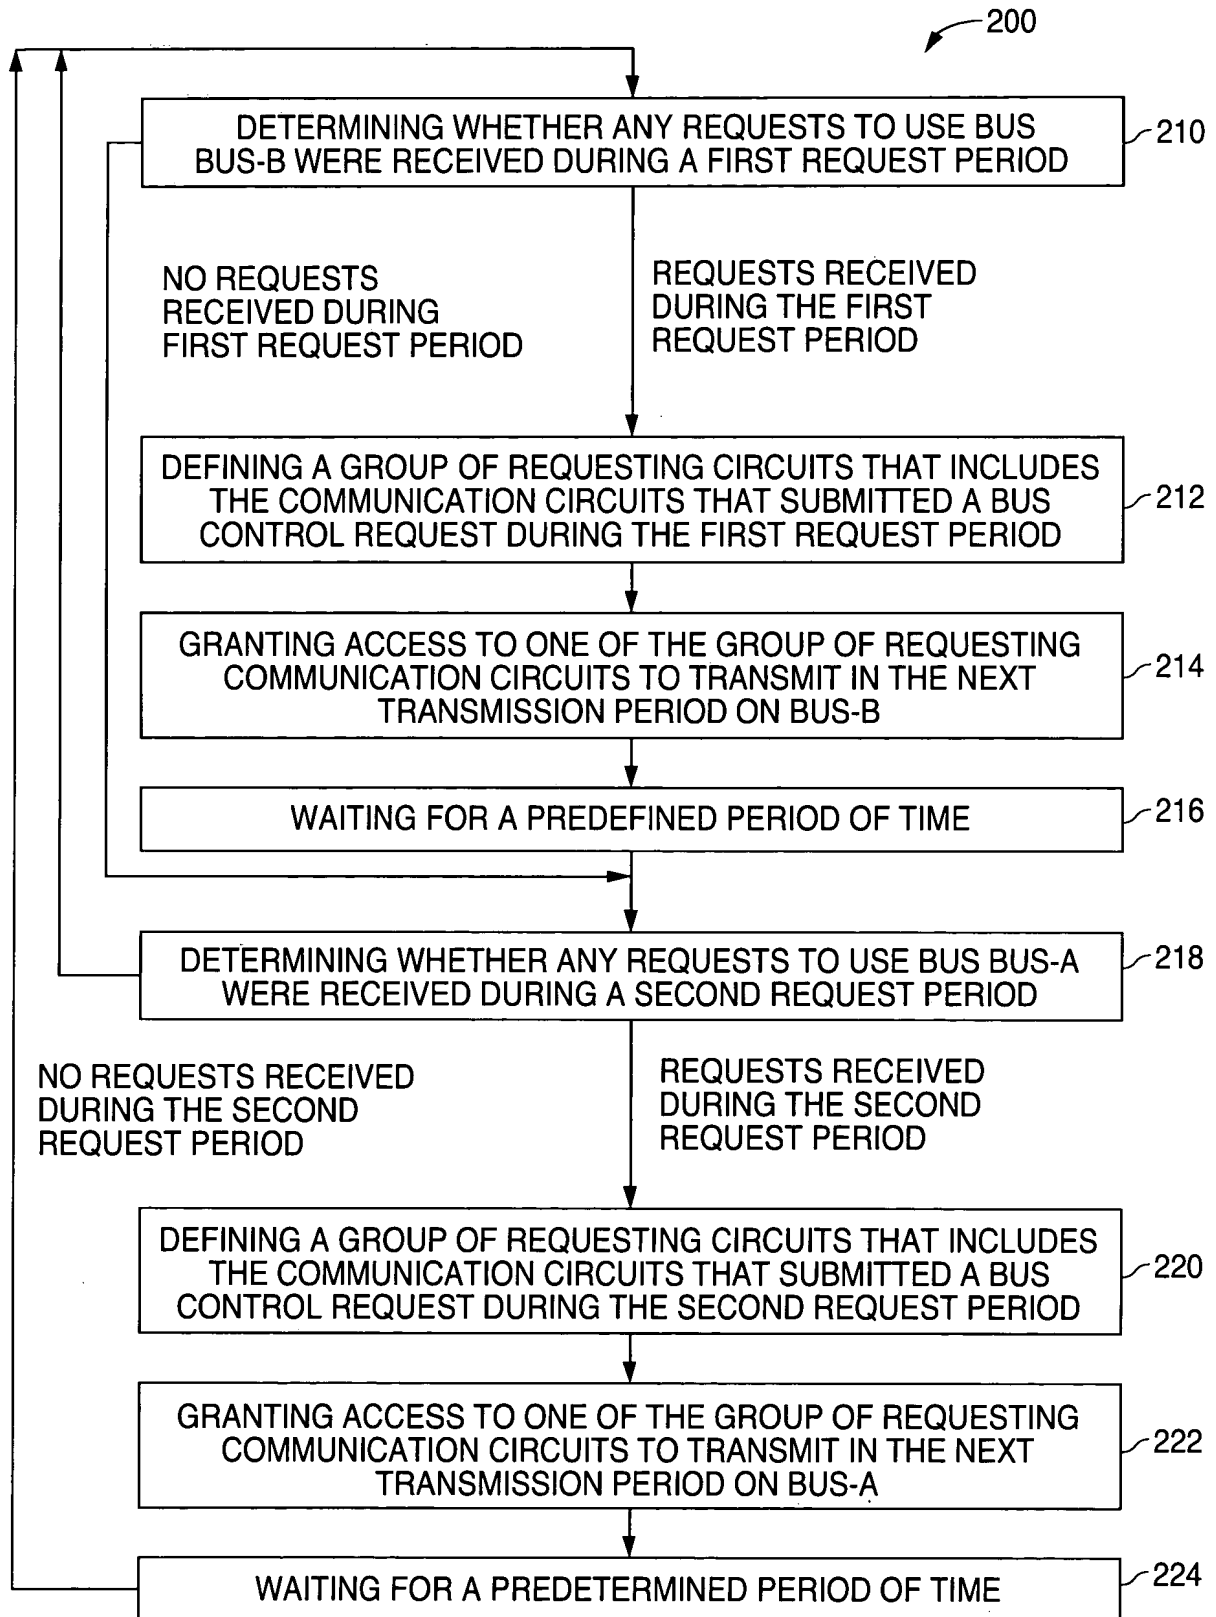 200
DETERMINING WHETHER ANY REQUESTS TO USE BUS
BUS-B WERE RECEIVED DURING A FIRST REQUEST PERIOD
210
NO REQUESTS
RECEIVED DURING
FIRST REQUEST PERIOD
REQUESTS RECEIVED
DURING THE FIRST
REQUEST PERIOD
DEFINING A GROUP OF REQUESTING CIRCUITS THAT INCLUDES
THE COMMUNICATION CIRCUITS THAT SUBMITTED A BUS
CONTROL REQUEST DURING THE FIRST REQUEST PERIOD
212
GRANTING ACCESS TO ONE OF THE GROUP OF REQUESTING
COMMUNICATION CIRCUITS TO TRANSMIT IN THE NEXT
TRANSMISSION PERIOD ON BUS-B
214
WAITING FOR A PREDEFINED PERIOD OF TIME
216
DETERMINING WHETHER ANY REQUESTS TO USE BUS BUS-A
WERE RECEIVED DURING A SECOND REQUEST PERIOD
218
NO REQUESTS RECEIVED
DURING THE SECOND
REQUEST PERIOD
REQUESTS RECEIVED
DURING THE SECOND
REQUEST PERIOD
DEFINING A GROUP OF REQUESTING CIRCUITS THAT INCLUDES
THE COMMUNICATION CIRCUITS THAT SUBMITTED A BUS
CONTROL REQUEST DURING THE SECOND REQUEST PERIOD
220
GRANTING ACCESS TO ONE OF THE GROUP OF REQUESTING
COMMUNICATION CIRCUITS TO TRANSMIT IN THE NEXT
TRANSMISSION PERIOD ON BUS-A
222
WAITING FOR A PREDETERMINED PERIOD OF TIME
224